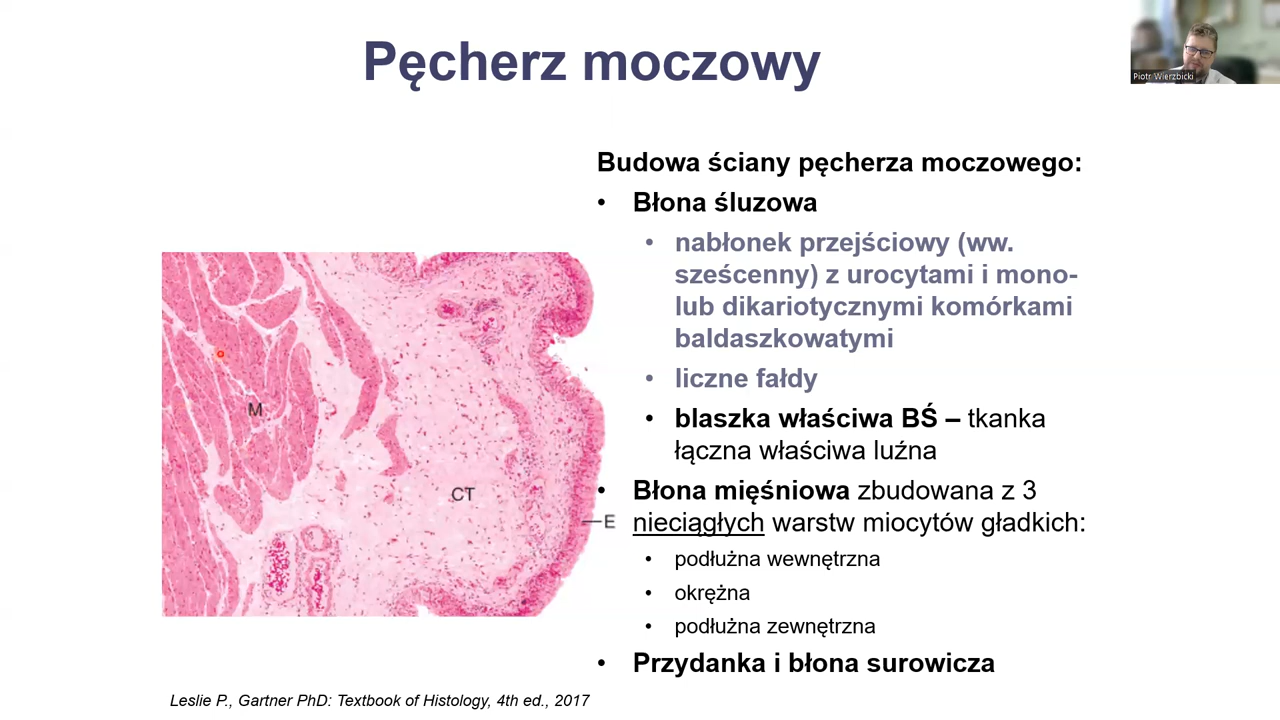 Pęcherz moczowy
Piotr Wierzbicki
Budowa ściany pęcherza moczowego:
• Błona śluzowa
• nabłonek przejściowy (ww.
sześcenny) z urocytami i mono-
lub dikariotycznymi komórkami
baldaszkowatymi
• liczne fałdy
• blaszka właściwa BŚ – tkanka
łączna właściwa luźna
• Błona mięśniowa zbudowana z 3
nieciągłych warstw miocytów gładkich:
• podłużna wewnętrzna
• okrężna
• podłużna zewnętrzna
• Przydanka i błona surowicza
M
CT
E
Leslie P., Gartner PhD: Textbook of Histology, 4th ed., 2017